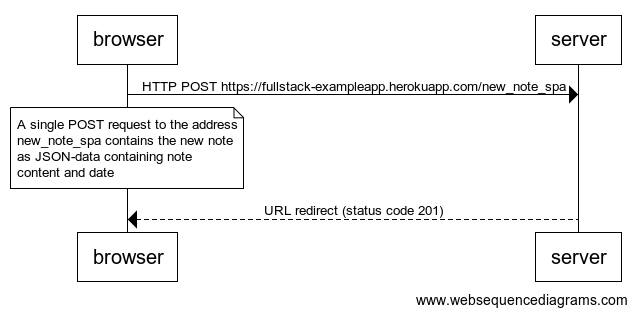 browser
server
HTTP POST https://fullstack-exampleapp.herokuapp.com/new_note_spa
A single POST request to the address
new_note_spa contains the new note
as JSON-data containing note
content and date
URL redirect (status code 201)
browser
server
www.websequencediagrams.com